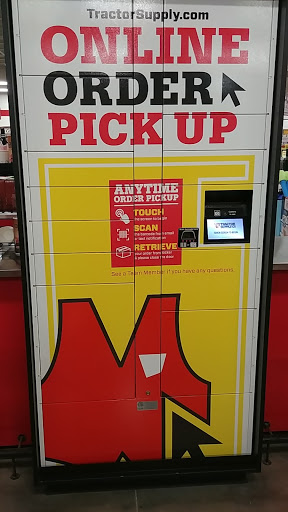 TractorSupply.com
ONLINE
ORDER
PICK UP
ANYTIME
ORDER PICKUP
TOUCH
SCAN
RETRIEVE
See a Team Member if you have any questions.